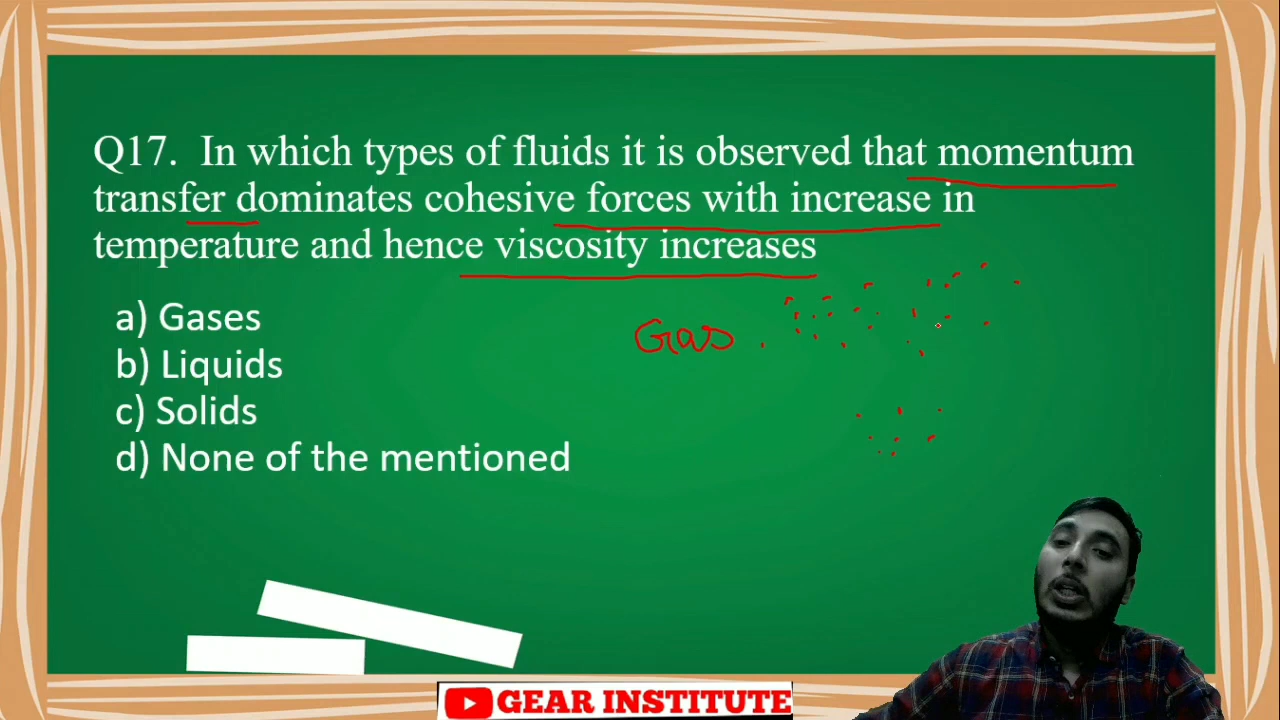 Q17. In which types of fluids it is observed that momentum
transfer dominates cohesive forces with increase in
temperature and hence viscosity increases
a) Gases
b) Liquids
c) Solids
d) None of the mentioned
Gas
GEAR INSTITUTE